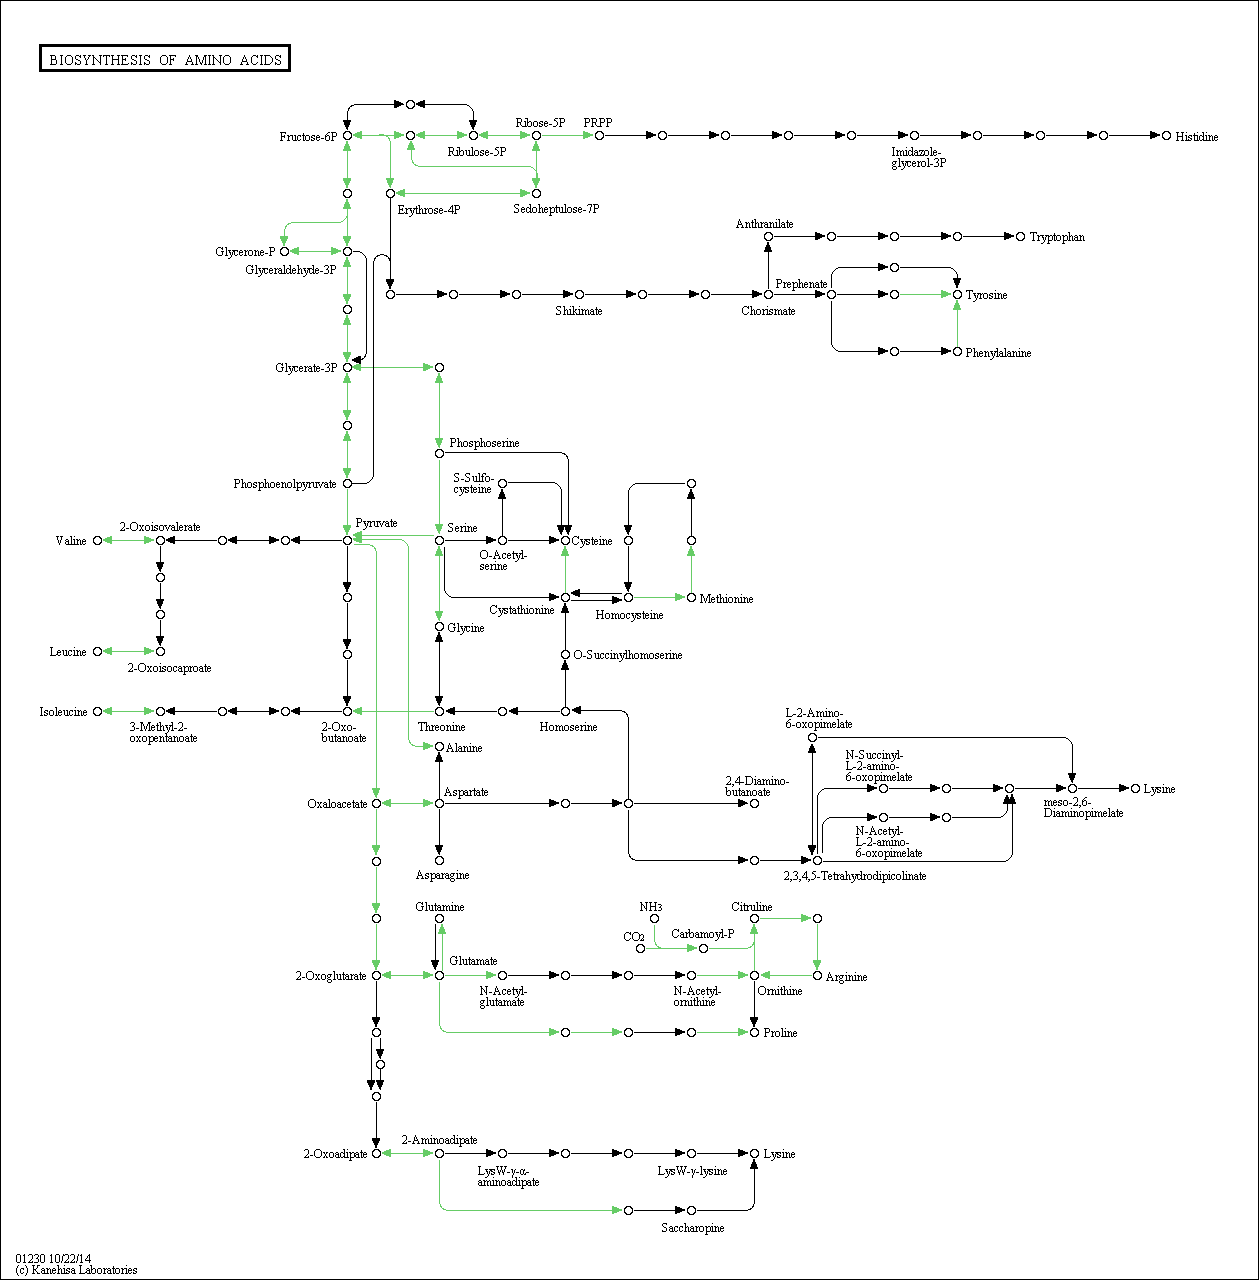 BIOSYNTHESIS OF AMINO ACIDS
Fructose-6P
Ribulose-5P
Ribose-5P
PRPP
Imidazole-
glycerol-3P
Histidine
Erythrose-4P
Sedoheptulose-7P
Glycerone-P
Glyceraldehyde-3P
Anthranilate
Tryptophan
Shikimate
Chorismate
Prephenate
Tyrosine
Phenylalanine
Glycerate-3P
Phosphoserine
Phosphoenolpyruvate
S-Sulfo-
cysteine
Pyruvate
Serine
O-Acetyl-
serine
Cysteine
Valine
2-Oxoisovalerate
Cystathionine
Homocysteine
Methionine
Glycine
Leucine
2-Oxoisocaproate
O-Succinylhomoserine
Isoleucine
3-Methyl-2-
oxopentanoate
2-Oxo-
butanoate
Threonine
Homoserine
Alanine
L-2-Amino-
6-oxopimelate
N-Succinyl-
L-2-amino-
6-oxopimelate
Oxaloacetate
Aspartate
2,4-Diamino-
butanoate
Lysine
meso-2,6-
Diaminopimelate
N-Acetyl-
L-2-amino-
6-oxopimelate
Asparagine
2,3,4,5-Tetrahydrodipicolinate
Glutamine
NH3
Citruline
CO2
Carbamoyl-P
2-Oxoglutarate
Glutamate
N-Acetyl-
glutamate
N-Acetyl-
ornithine
Ornithine
Arginine
Proline
2-Oxoadipate
2-Aminoadipate
LysW-γ-α-
aminoadipate
LysW-γ-lysine
Lysine
Saccharopine
01230 10/22/14
(c) Kanehisa Laboratories